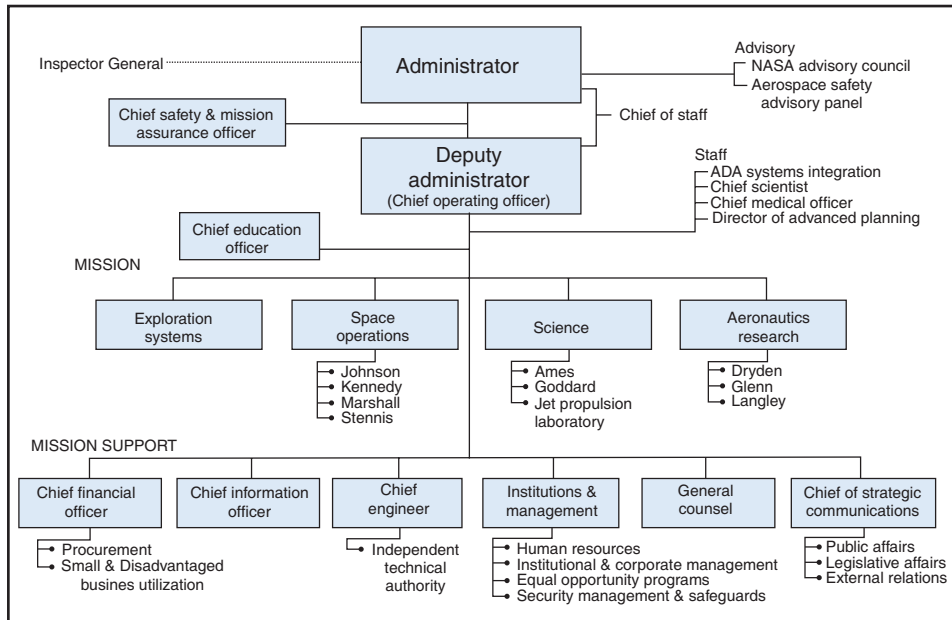 Inspector General
Administrator
Advisory
NASA advisory council
Aerospace safety
advisory panel
Chief of staff
Chief safety & mission
assurance officer
Deputy
administrator
(Chief operating officer)
Staff
ADA systems integration
Chief scientist
Chief medical officer
Director of advanced planning
Chief education
officer
MISSION
Exploration
systems
Space
operations
Science
Aeronautics
research
Johnson
Kennedy
Marshall
Stennis
Ames
Goddard
Jet propulsion
laboratory
Dryden
Glenn
Langley
MISSION SUPPORT
Chief financial
officer
Chief information
officer
Chief
engineer
Institutions &
management
General
counsel
Chief of strategic
communications
Procurement
Small & Disadvantaged
busines utilization
Independent
technical
authority
Human resources
Institutional & corporate management
Equal opportunity programs
Security management & safeguards
Public affairs
Legislative affairs
External relations